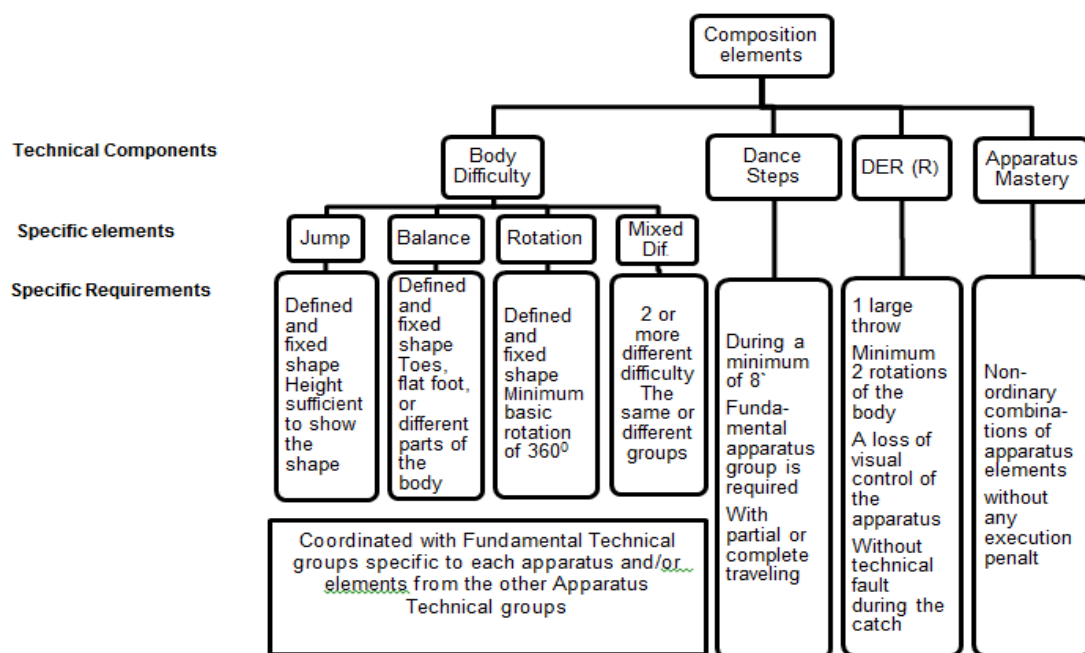 Composition
elements
Technical Components
Body
Difficulty
Dance
Steps
DER (R)
Apparatus
Mastery
Specific elements
Jump
Balance
Rotation
Mixed
Dif.
Specific Requirements
Defined
and
fixed
shape
Height
sufficient
to show
the
shape
Defined
and
fixed
shape
Toes,
flat foot,
or
different
parts of
the
body
Defined
and
fixed
shape
Minimum
basic
rotation
of 360⁰
2 or
more
different
difficulty
The
same or
different
groups
During a
minimum
of 8`
Funda-
mental
apparatus
group is
required
With
partial or
complete
traveling
1 large
throw
Minimum
2 rotations
of the
body
A loss of
visual
control of
the
apparatus
Without
technical
fault
during the
catch
Non-
ordinary
combina-
tions of
apparatus
elements
without
any
execution
penalt
Coordinated with Fundamental Technical
groups specific to each apparatus and/or
elements from the other Apparatus
Technical groups